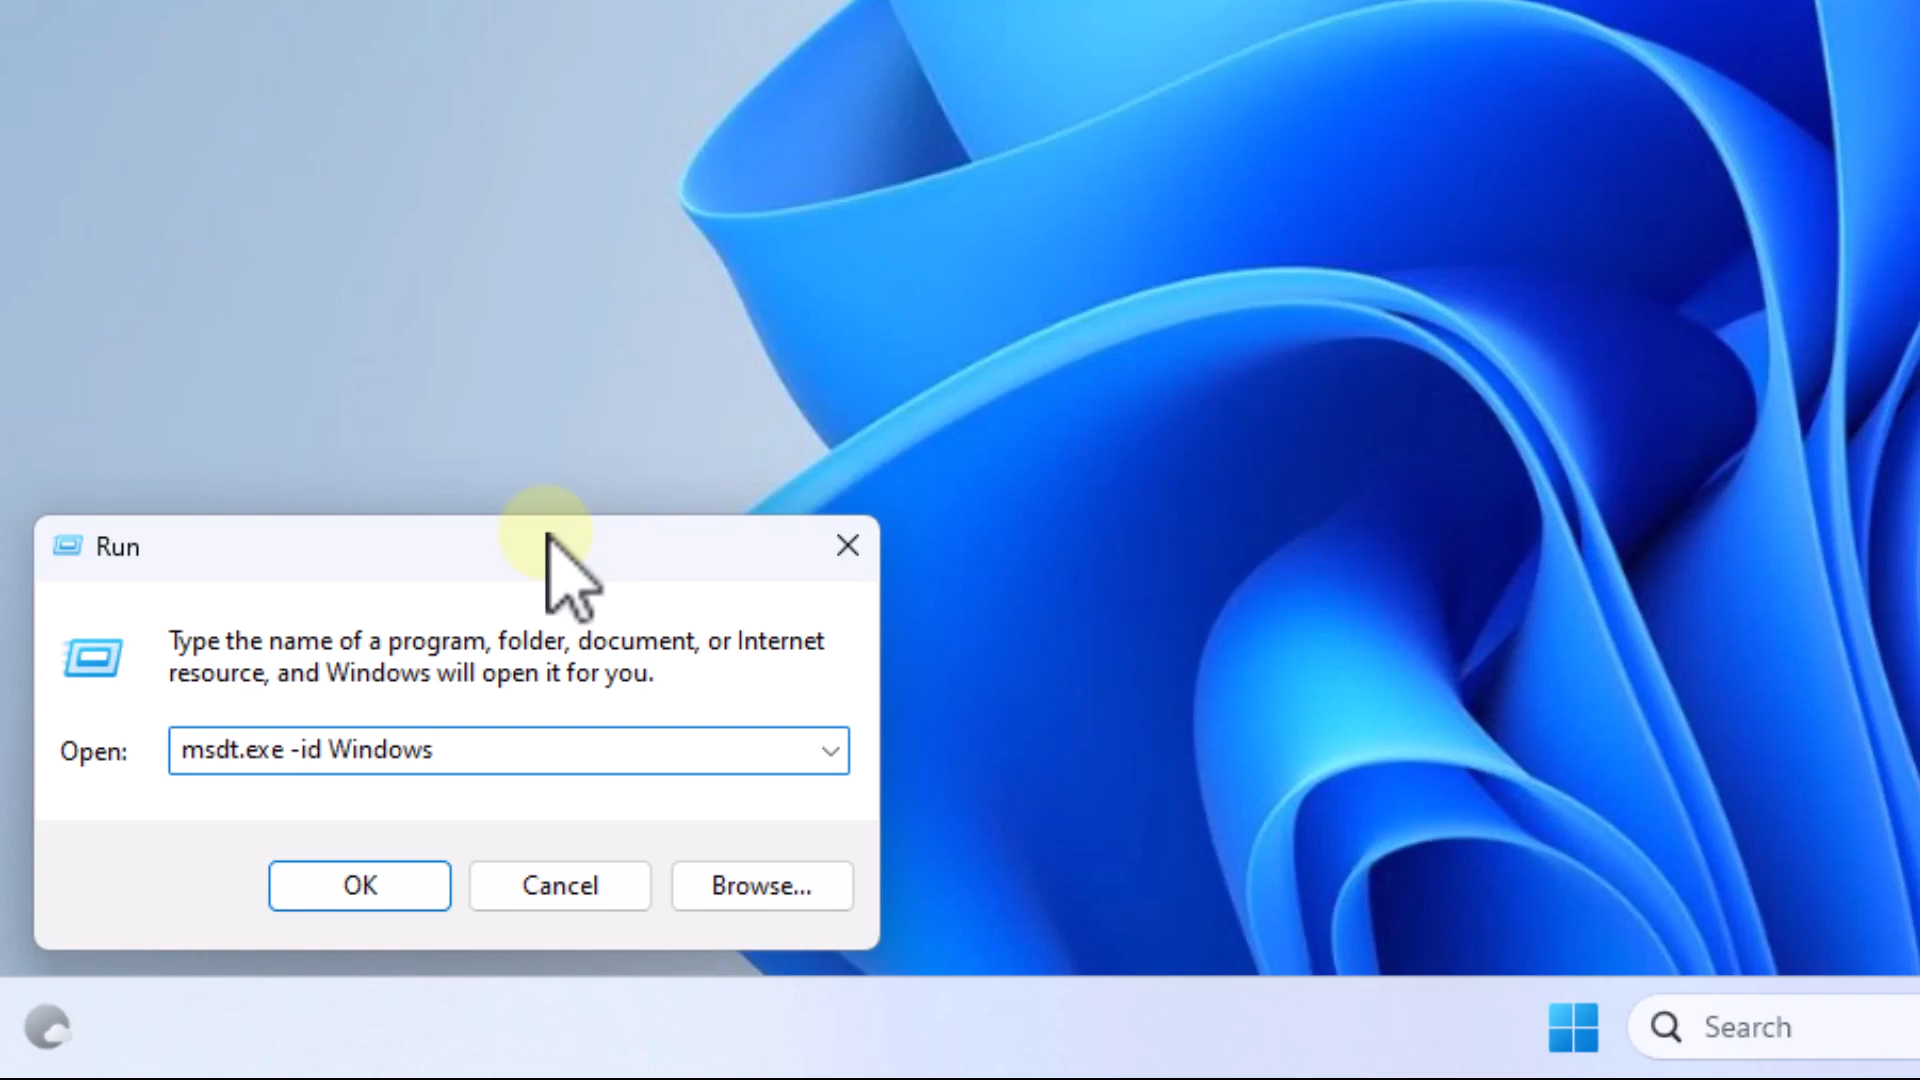 Run
Type the name of a program, folder, document, or Internet
resource, and Windows will open it for you.
Open: msdt.exe -id Windows
OK Cancel Browse...
Search